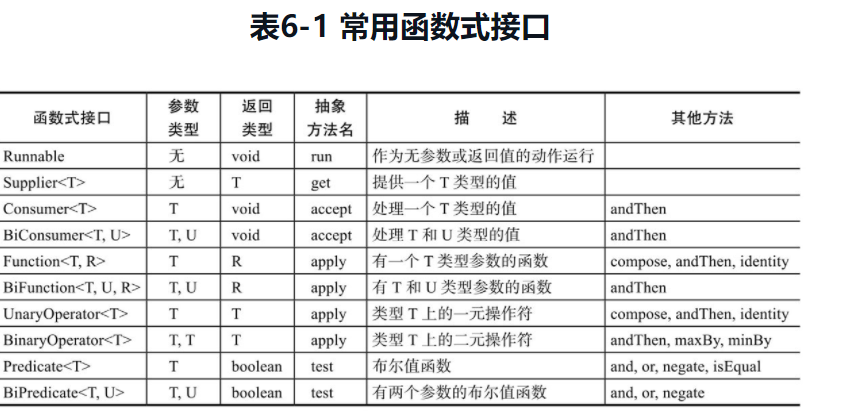 表6-1 常用函数式接口
函数式接口 参数类型 返回类型 抽象方法名 描 述 其他方法
Runnable 无 void run 作为无参数或返回值的动作运行
Supplier<T> 无 T get 提供一个 T 类型的值
Consumer<T> T void accept 处理一个 T 类型的值 andThen
BiConsumer<T, U> T, U void accept 处理 T 和 U 类型的值 andThen
Function<T, R> T R apply 有一个 T 类型参数的函数 compose, andThen, identity
BiFunction<T, U, R> T, U R apply 有 T 和 U 类型参数的函数 andThen
UnaryOperator<T> T T apply 类型 T 上的一元操作符 compose, andThen, identity
BinaryOperator<T> T, T T apply 类型 T 上的二元操作符 andThen, maxBy, minBy
Predicate<T> T boolean test 布尔值函数 and, or, negate, isEqual
BiPredicate<T, U> T, U boolean test 有两个参数的布尔值函数 and, or, negate